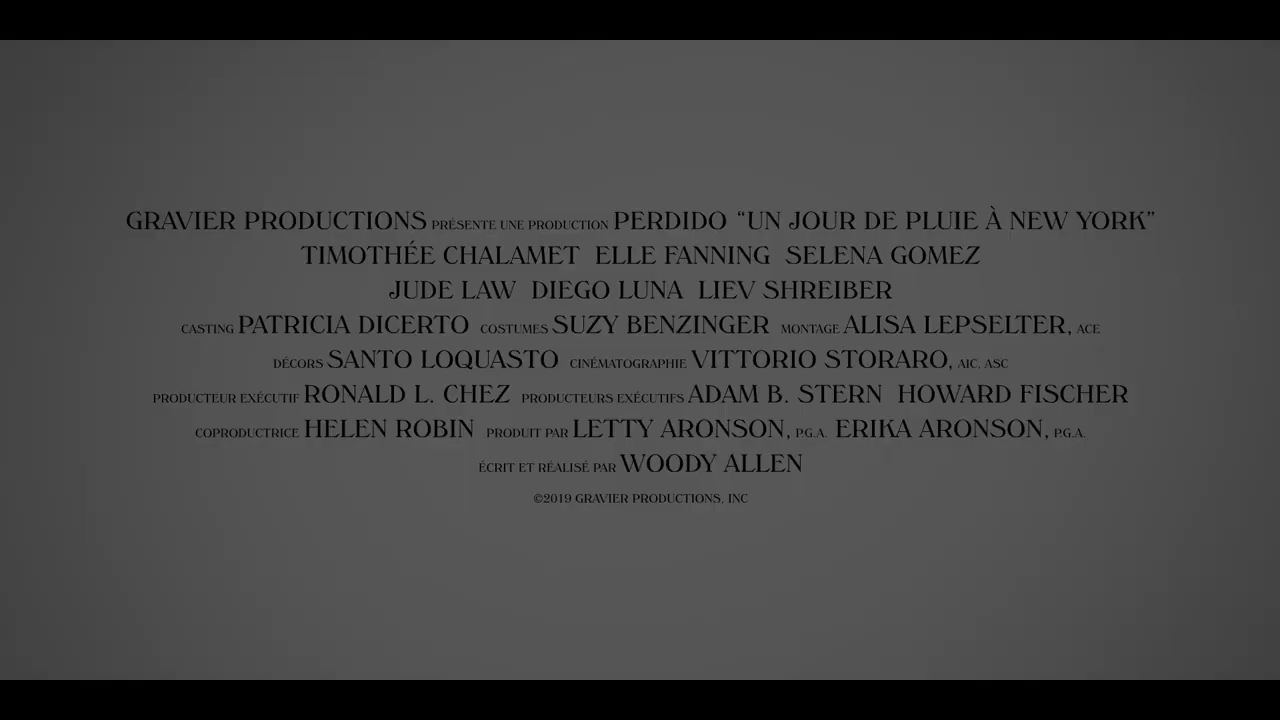 GRAVIER PRODUCTIONS PRÉSENTE UNE PRODUCTION PERDIDO “UN JOUR DE PLUIE À NEW YORK”
TIMOTHÉE CHALAMET ELLE FANNING SELENA GOMEZ
JUDE LAW DIEGO LUNA LIEV SHREIBER
CASTING PATRICIA DICERTO COSTUMES SUZY BENZINGER MONTAGE ALISA LEPSELTER, ACE
DÉCORS SANTO LOQUASTO CINÉMATOGRAPHIE VITTORIO STORARO, AIC, ASC
PRODUCTEUR EXÉCUTIF RONALD L. CHEZ PRODUCTEURS EXÉCUTIFS ADAM B. STERN HOWARD FISCHER
COPRODUCTRICE HELEN ROBIN PRODUIT PAR LETTY ARONSON, P.G.A. ERIKA ARONSON, P.G.A.
ÉCRIT ET RÉALISÉ PAR WOODY ALLEN
©2019 GRAVIER PRODUCTIONS, INC